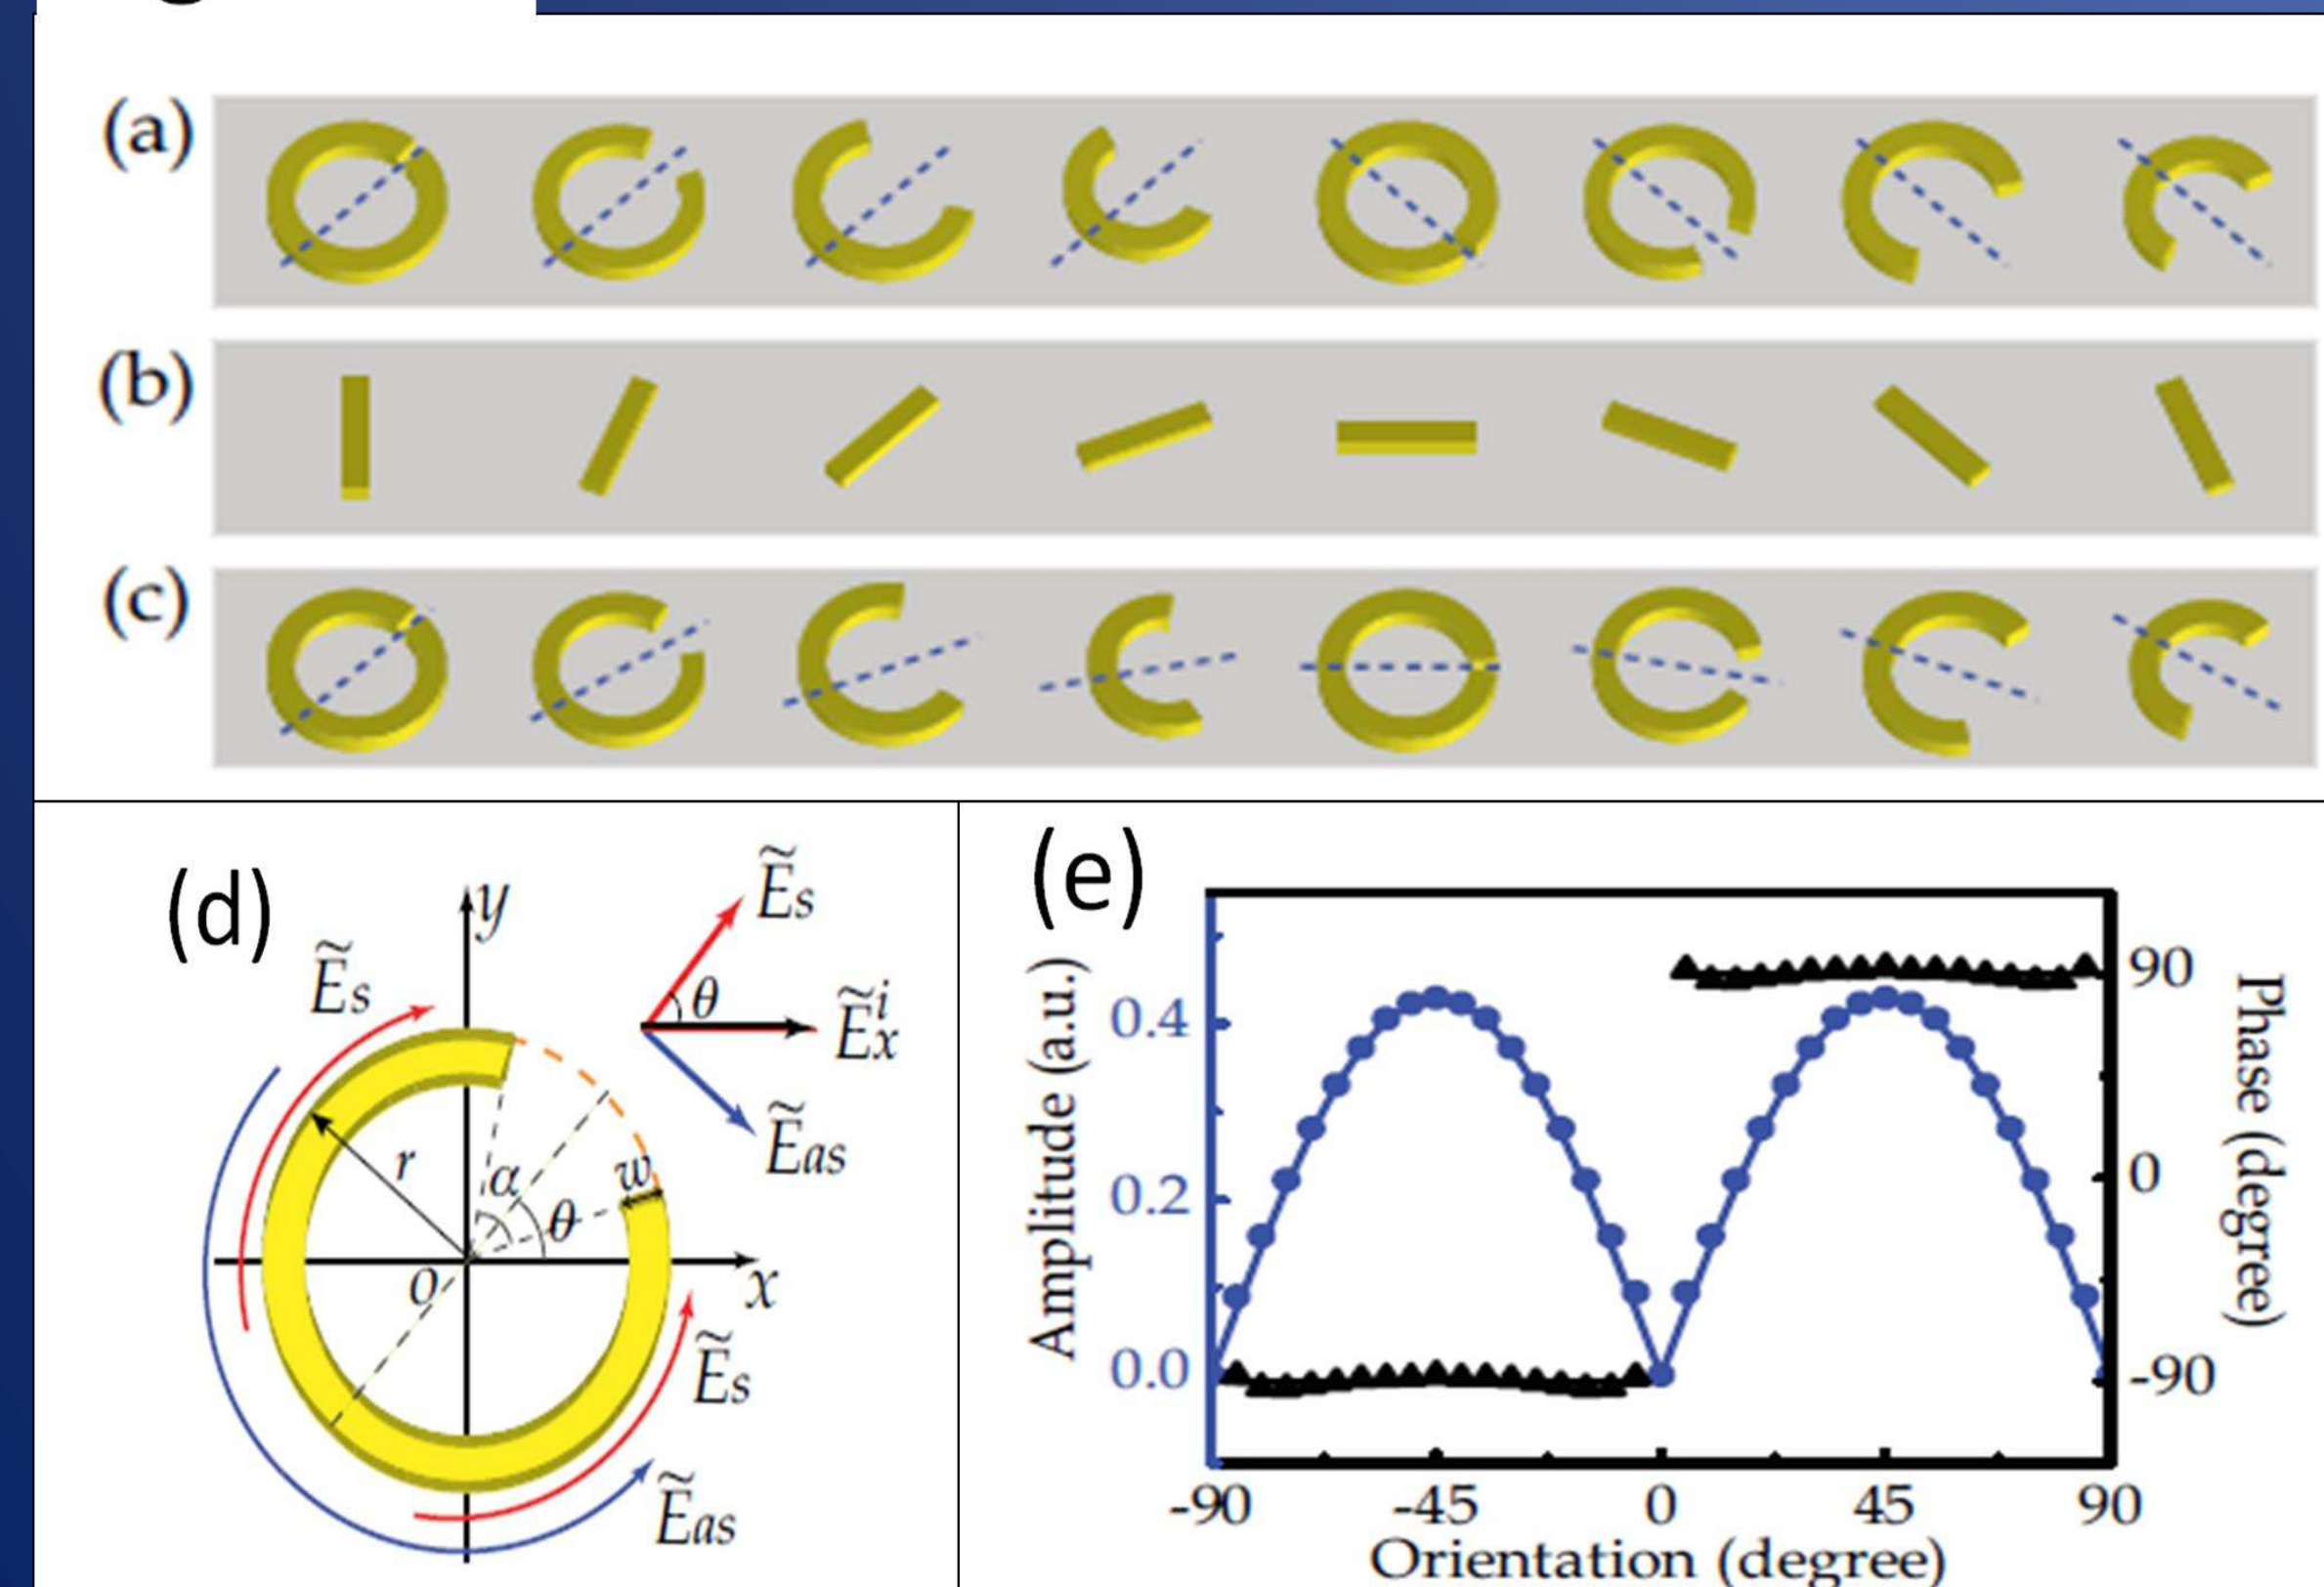 (a)
(b)
(c)
(d)
y
Ẽs
Ẽs
θ
Ẽxⁱ
Ẽas
r
α
w
θ
O
x
Ẽs
Ẽas
(e)
Amplitude (a.u.)
0.4
0.2
0.0
90
0
-90
Phase (degree)
-90 -45 0 45 90
Orientation (degree)